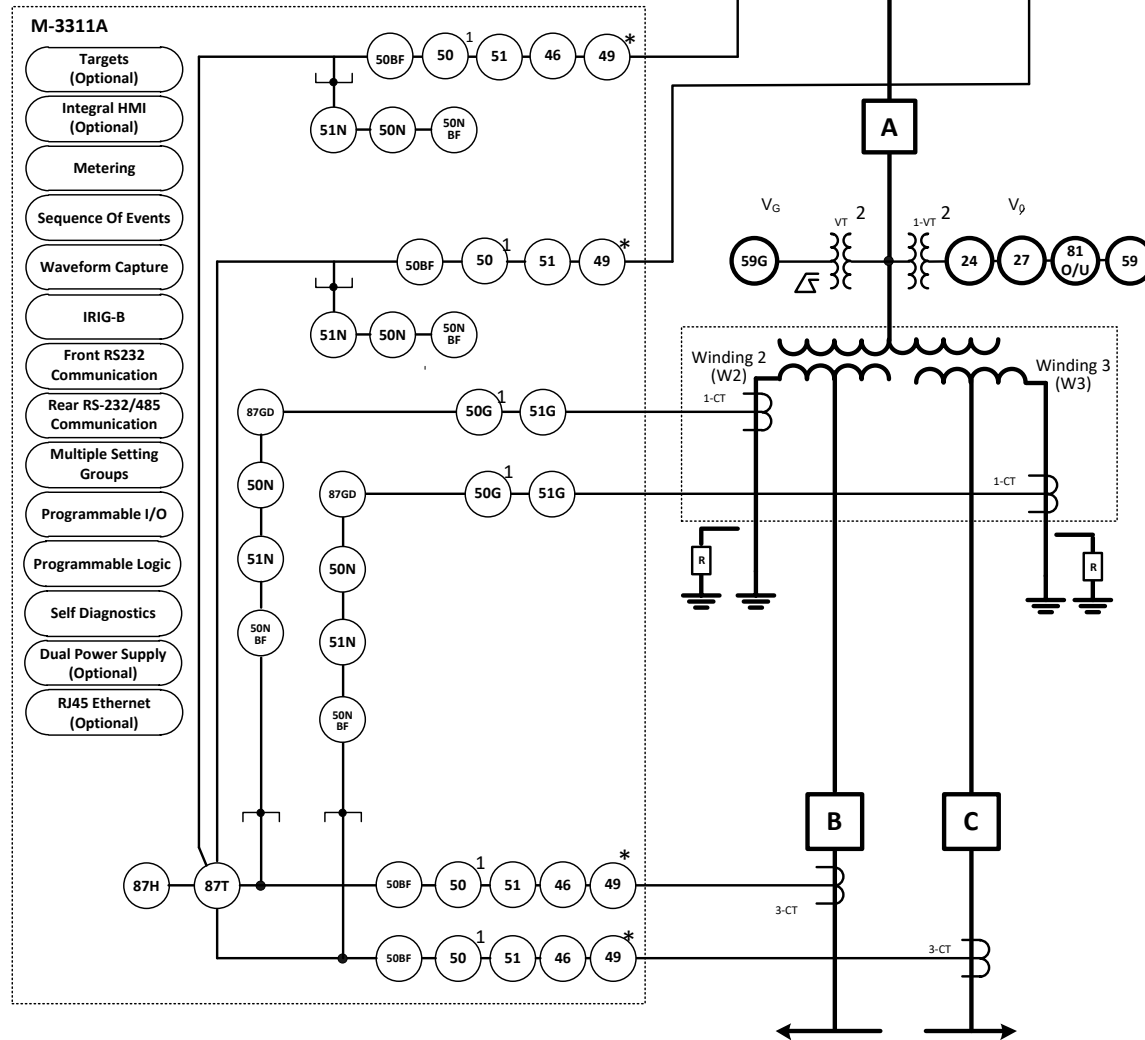 M-3311A
Targets
(Optional)
Integral HMI
(Optional)
Metering
Sequence Of Events
Waveform Capture
IRIG-B
Front RS232
Communication
Rear RS-232/485
Communication
Multiple Setting
Groups
Programmable I/O
Programmable Logic
Self Diagnostics
Dual Power Supply
(Optional)
RJ45 Ethernet
(Optional)
50BF 50 1 51 46 49 *
51N 50N 50N
BF
50BF 50 1 51 49 *
51N 50N 50N
BF
A
VG
VT 2
1-VT 2
Vφ
59G
24 27 81
O/U 59
Winding 2
(W2)
Winding 3
(W3)
87GD 50G 1 51G 1-CT
50N
87GD 50G 1 51G 1-CT
51N
50N
50N
BF
51N
50N
BF
R
R
B
C
87H 87T 50BF 50 1 51 46 49 *
3-CT
50BF 50 1 51 46 49 *
3-CT